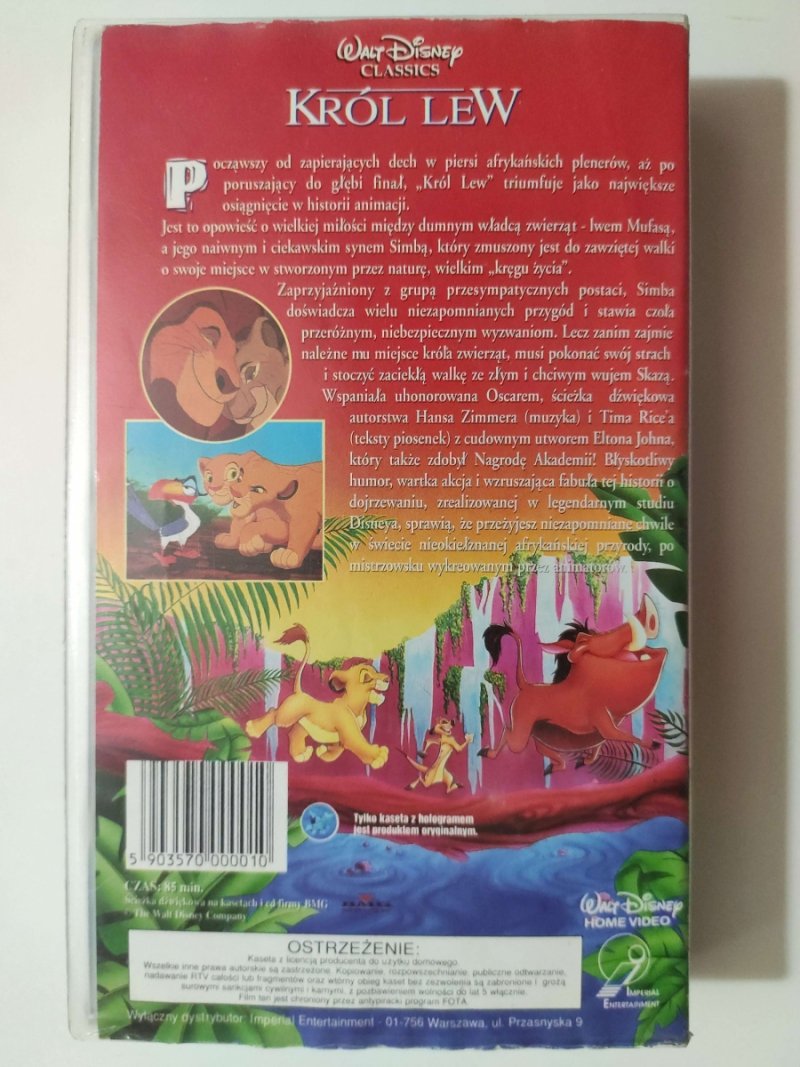 WALT DISNEY
CLASSICS
KRÓL LEW
Począwszy od zapierających dech w piersi afrykańskich plenerów, aż po
poruszający do głębi finał, „Król Lew” triumfuje jako największe
osiągnięcie w historii animacji.
Jest to opowieść o wielkiej miłości między dumnym władcą zwierząt - lwem Mufasą,
a jego naiwnym i ciekawskim synem Simbą, który zmuszony jest do zawziętej walki
o swoje miejsce w stworzonym przez naturę, wielkim „kręgu życia”.
Zaprzyjaźniony z grupą przesympatycznych postaci, Simba
doświadcza wielu niezapomnianych przygód i stawia czoła
przeróżnym, niebezpiecznym wyzwaniom. Lecz zanim zajmie
należne mu miejsce króla zwierząt, musi pokonać swój strach
i stoczyć zaciekłą walkę ze złym i chciwym wujem Skazą.
Wspaniała uhonorowana Oscarem, ścieżka dźwiękowa
autorstwa Hansa Zimmera (muzyka) i Tima Rice'a
(teksty piosenek) z cudownym utworem Eltona Johna,
który także zdobył Nagrodę Akademii! Błyskotliwy
humor, wartka akcja i wzruszająca fabuła tej historii o
dojrzewaniu, zrealizowanej w legendarnym studiu
Disneya, sprawią, że przeżyjesz niezapomniane chwile
w świecie nieokiełznanej afrykańskiej przyrody, po
mistrzowsku wykreowanym przez animatorów.
Tylko kaseta z hologramem
jest produktem oryginalnym.
5 903570 000010
CZAS: 85 min.
Ścieżka dźwiękowa na kasetach i cd firmy BMG
© The Walt Disney Company
BMG
WALT DISNEY
HOME VIDEO
OSTRZEŻENIE:
Kaseta z licencją producenta do użytku domowego.
Wszelkie inne prawa autorskie są zastrzeżone. Kopiowanie, rozpowszechnianie, publiczne odtwarzanie,
nadawanie RTV całości lub fragmentów oraz wtórny obieg kaset bez zezwolenia są zabronione i grożą
surowymi sankcjami cywilnymi i karnymi, z pozbawieniem wolności do lat 5 włącznie.
Film ten jest chroniony przez antypiracki program FOTA.
IMPERIAL
ENTERTAINMENT
Wyłączny dystrybutor: Imperial Entertainment - 01-756 Warszawa, ul. Przasnyska 9